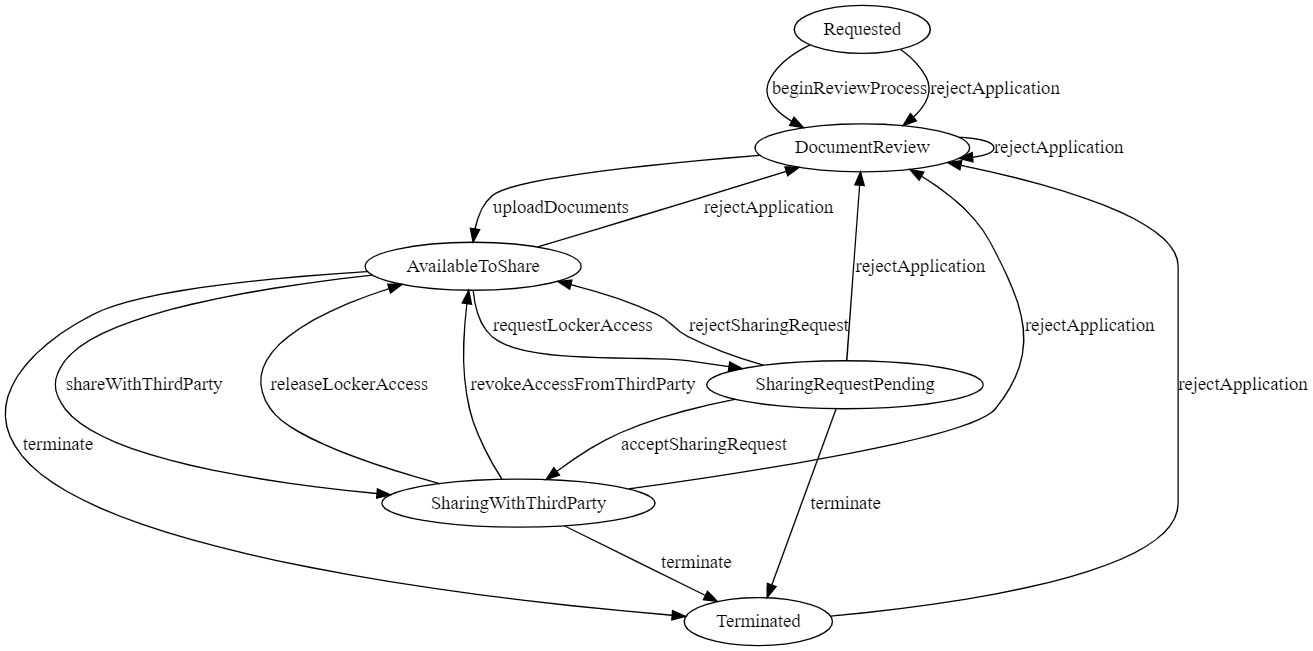 Requested
beginReviewProcess
rejectApplication
DocumentReview
rejectApplication
uploadDocuments
rejectApplication
AvailableToShare
rejectApplication
requestLockerAccess
rejectSharingRequest
rejectApplication
shareWithThirdParty
releaseLockerAccess
revokeAccessFromThirdParty
SharingRequestPending
rejectApplication
terminate
acceptSharingRequest
SharingWithThirdParty
terminate
terminate
Terminated